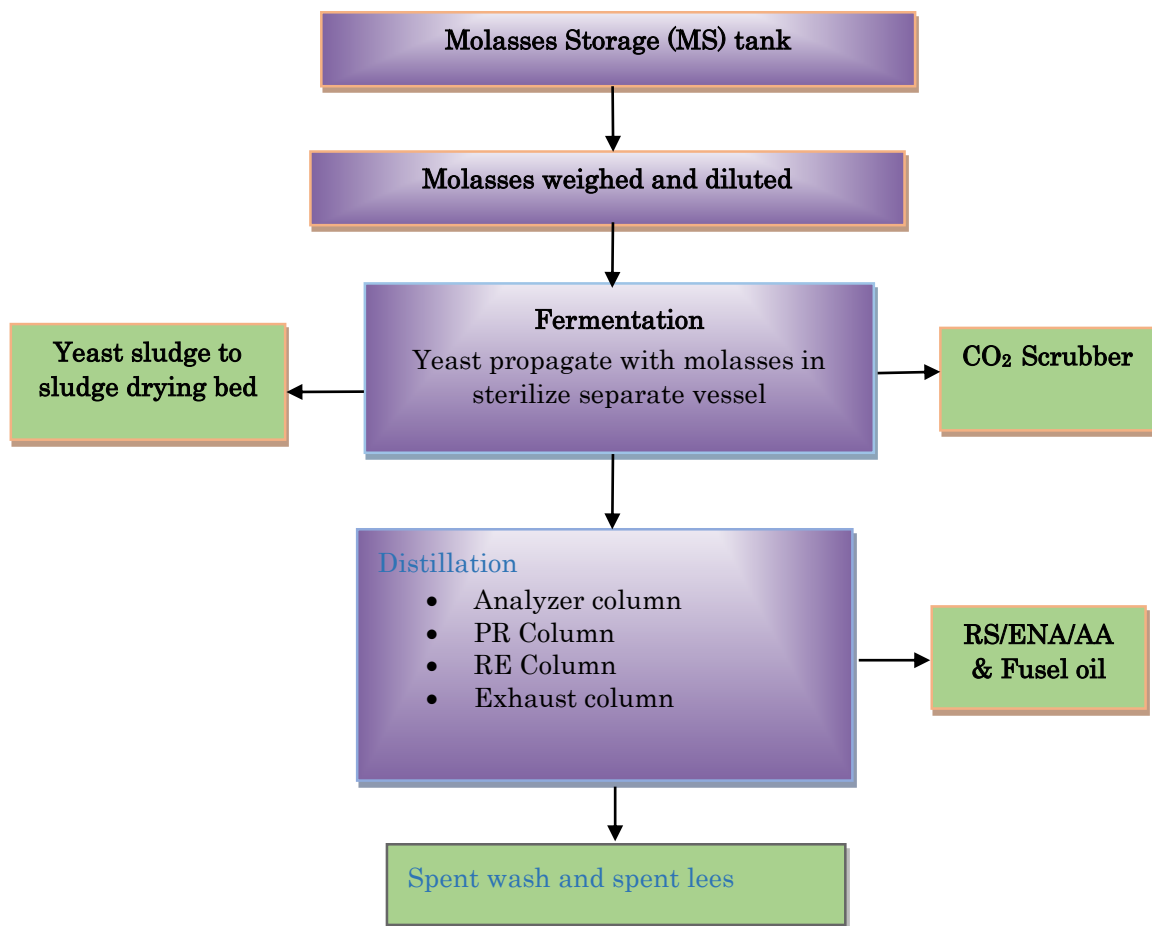 Molasses Storage (MS) tank
Molasses weighed and diluted
Fermentation
Yeast propagate with molasses in
sterilize separate vessel
Yeast sludge to
sludge drying bed
CO₂ Scrubber
Distillation
• Analyzer column
• PR Column
• RE Column
• Exhaust column
RS/ENA/AA
& Fusel oil
Spent wash and spent lees